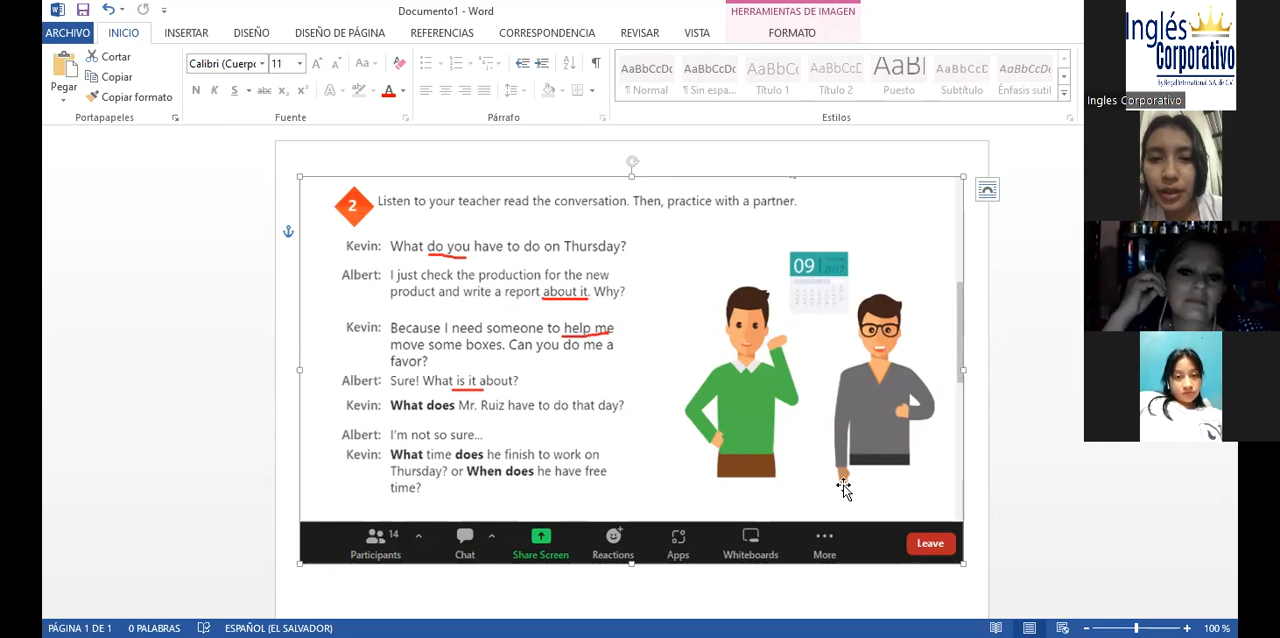 Documento1 - Word
HERRAMIENTAS DE IMAGEN
ARCHIVO INICIO INSERTAR DISEÑO DISEÑO DE PÁGINA REFERENCIAS CORRESPONDENCIA REVISAR VISTA FORMATO
Pegar
Cortar
Copiar
Copiar formato
Portapapeles
Calibri (Cuerp 11
Fuente
Párrafo
AaBbCcDc AaBbCcDc AaBbCc AaBbCcD AaBl AaBbCcD AaBbCcDc
¶ Normal ¶ Sin espa... Título 1 Título 2 Puesto Subtítulo Énfasis sutil
Estilos
Inglés
Corporativo
Ingles Corporativo
2 Listen to your teacher read the conversation. Then, practice with a partner.
Kevin: What do you have to do on Thursday?
Albert: I just check the production for the new
product and write a report about it. Why?
Kevin: Because I need someone to help me
move some boxes. Can you do me a
favor?
Albert: Sure! What is it about?
Kevin: What does Mr. Ruiz have to do that day?
Albert: I'm not so sure...
Kevin: What time does he finish to work on
Thursday? or When does he have free
time?
09
2017
14
Participants Chat Share Screen Reactions Apps Whiteboards More
Leave
PÁGINA 1 DE 1 0 PALABRAS ESPAÑOL (EL SALVADOR) 100 %